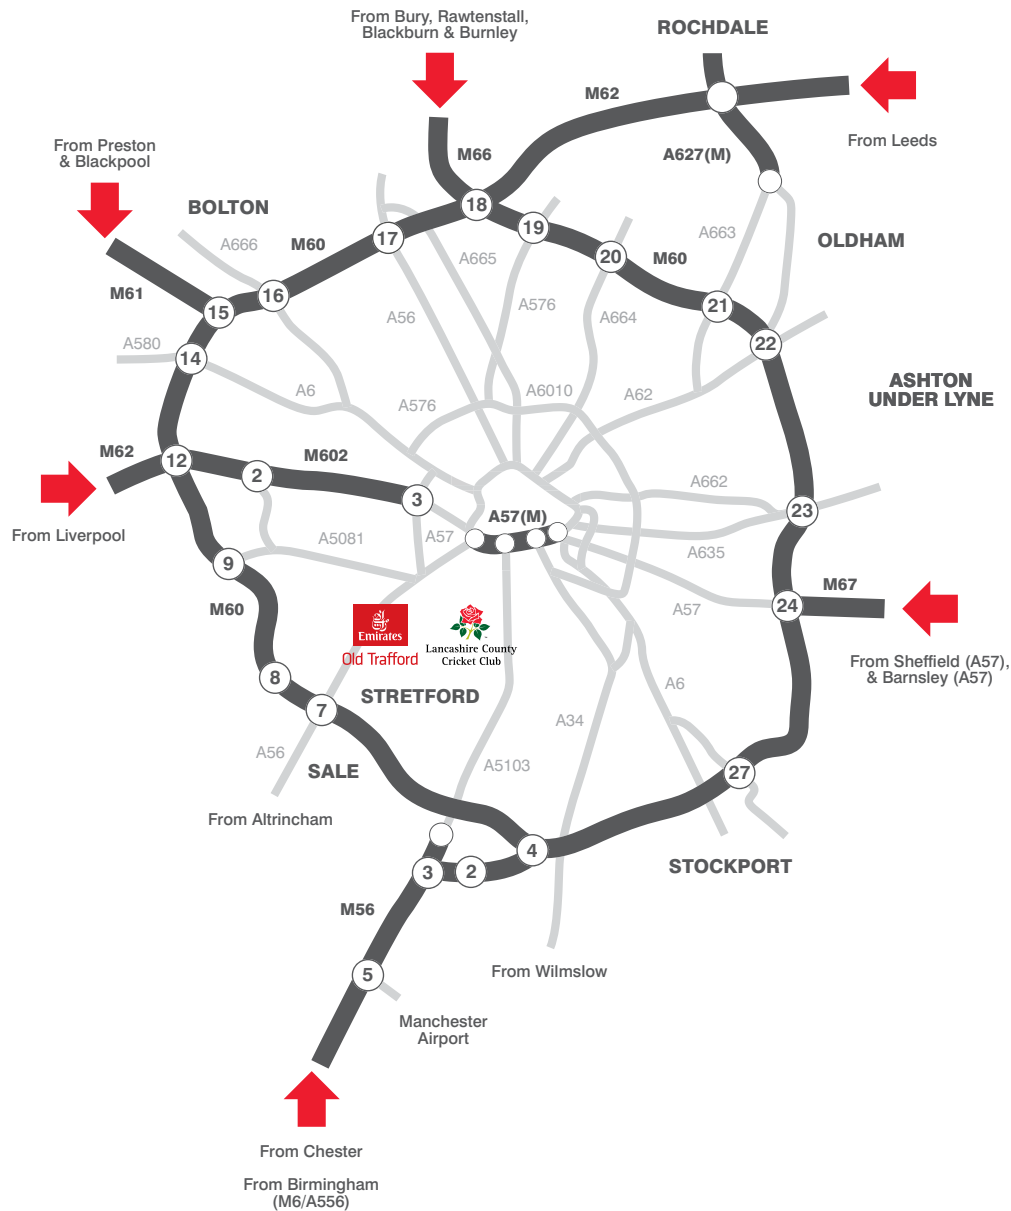 From Bury, Rawtenstall,
Blackburn & Burnley
ROCHDALE
M62
From Leeds
A627(M)
From Preston
& Blackpool
M66
BOLTON
18
A666
M60
17
19
A663
OLDHAM
A665
20
M60
M61
16
15
A56
A576
A664
21
A580
14
22
A6
A576
A6010
A62
ASHTON
UNDER LYNE
M62
12
M602
2
A662
From Liverpool
3
A57(M)
23
A5081
A57
A635
9
M67
M60
A57
24
Emirates
Old Trafford
Lancashire County
Cricket Club
From Sheffield (A57),
& Barnsley (A57)
8
STRETFORD
A6
7
A34
A56
SALE
A5103
27
From Altrincham
4
STOCKPORT
3
2
M56
5
From Wilmslow
Manchester
Airport
From Chester
From Birmingham
(M6/A556)